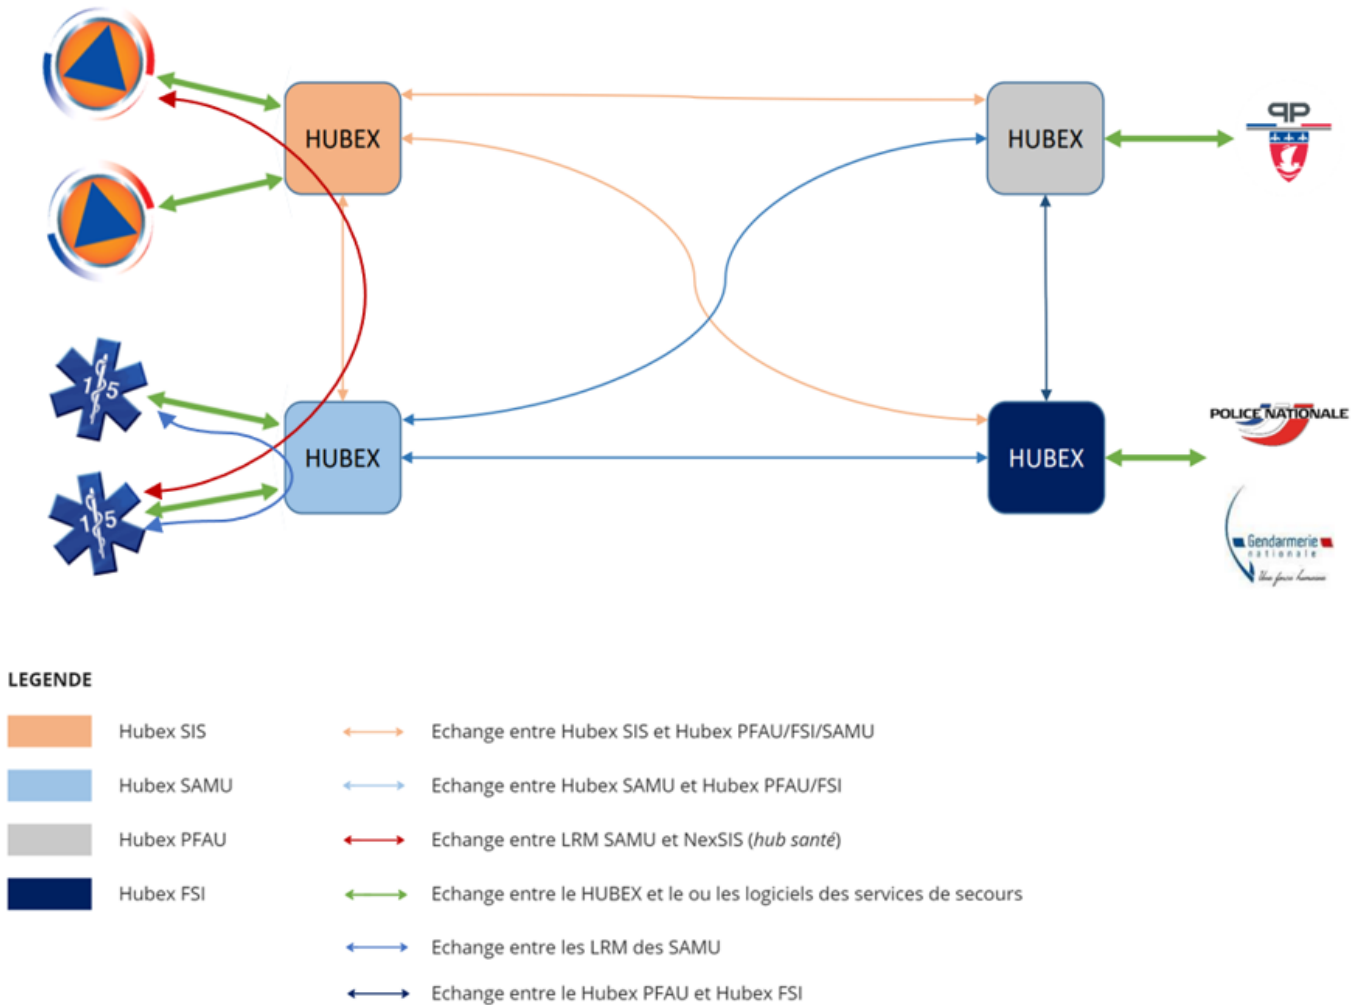 HUBEX
HUBEX
HUBEX
HUBEX
15
15
POLICE NATIONALE
Gendarmerie
nationale
Une force humaine
LEGENDE
Hubex SIS
Echange entre Hubex SIS et Hubex PFAU/FSI/SAMU
Hubex SAMU
Echange entre Hubex SAMU et Hubex PFAU/FSI
Hubex PFAU
Echange entre LRM SAMU et NexSIS (hub santé)
Hubex FSI
Echange entre le HUBEX et le ou les logiciels des services de secours
Echange entre les LRM des SAMU
Echange entre le Hubex PFAU et Hubex FSI